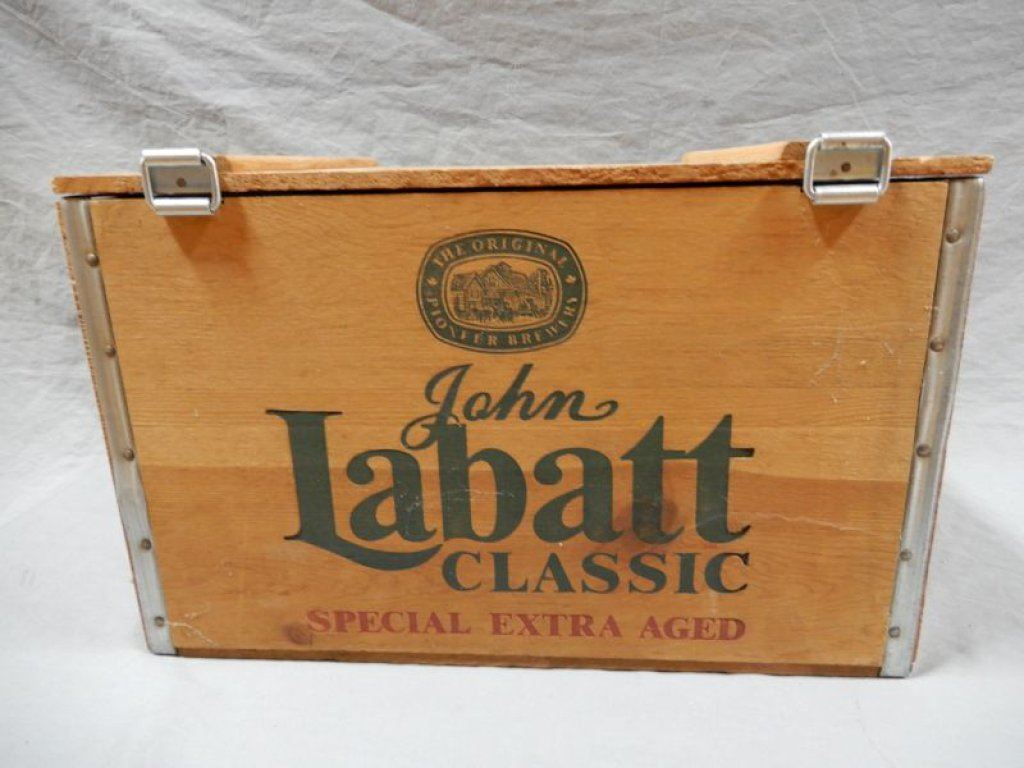 THE ORIGINAL
PIONEER BREWERY
John
Labatt
CLASSIC
SPECIAL EXTRA AGED